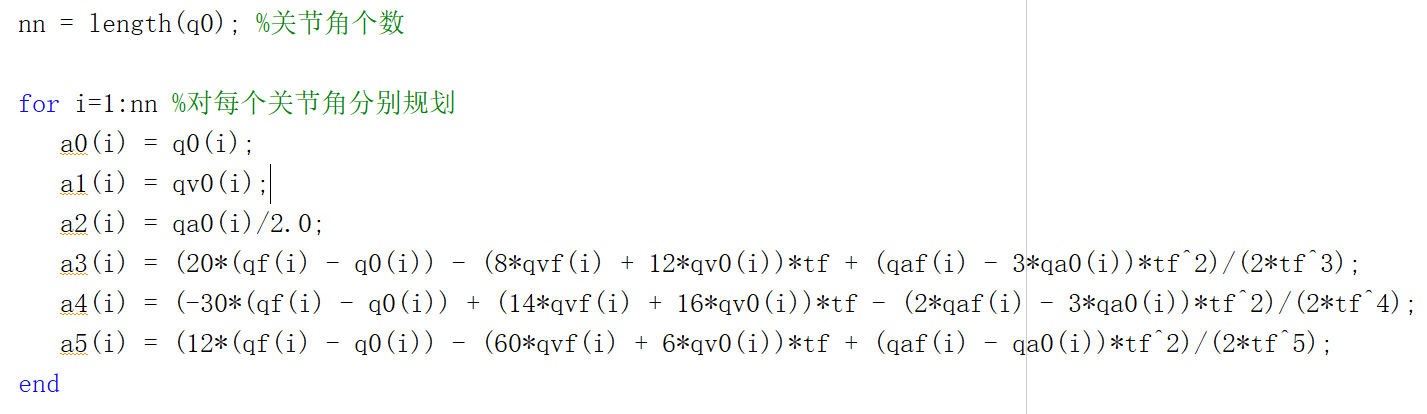 nn = length(q0); %关节角个数
for i=1:nn %对每个关节角分别规划
a0(i) = q0(i);
a1(i) = qv0(i);
a2(i) = qa0(i)/2.0;
a3(i) = (20*(qf(i) - q0(i)) - (8*qvf(i) + 12*qv0(i))*tf + (qaf(i) - 3*qa0(i))*tf^2)/(2*tf^3);
a4(i) = (-30*(qf(i) - q0(i)) + (14*qvf(i) + 16*qv0(i))*tf - (2*qaf(i) - 3*qa0(i))*tf^2)/(2*tf^4);
a5(i) = (12*(qf(i) - q0(i)) - (60*qvf(i) + 6*qv0(i))*tf + (qaf(i) - qa0(i))*tf^2)/(2*tf^5);
end